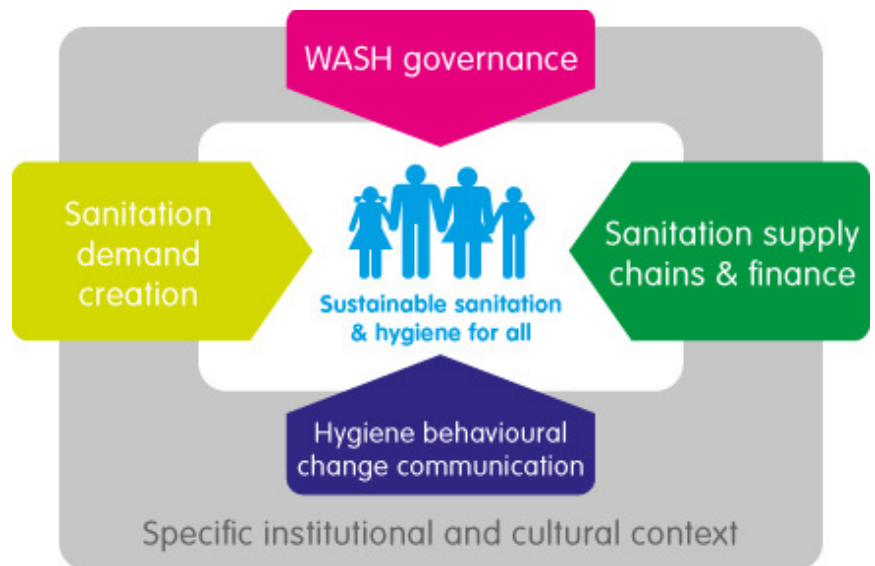 WASH governance
Sanitation
demand
creation
Sustainable sanitation
& hygiene for all
Sanitation supply
chains & finance
Hygiene behavioural
change communication
Specific institutional and cultural context